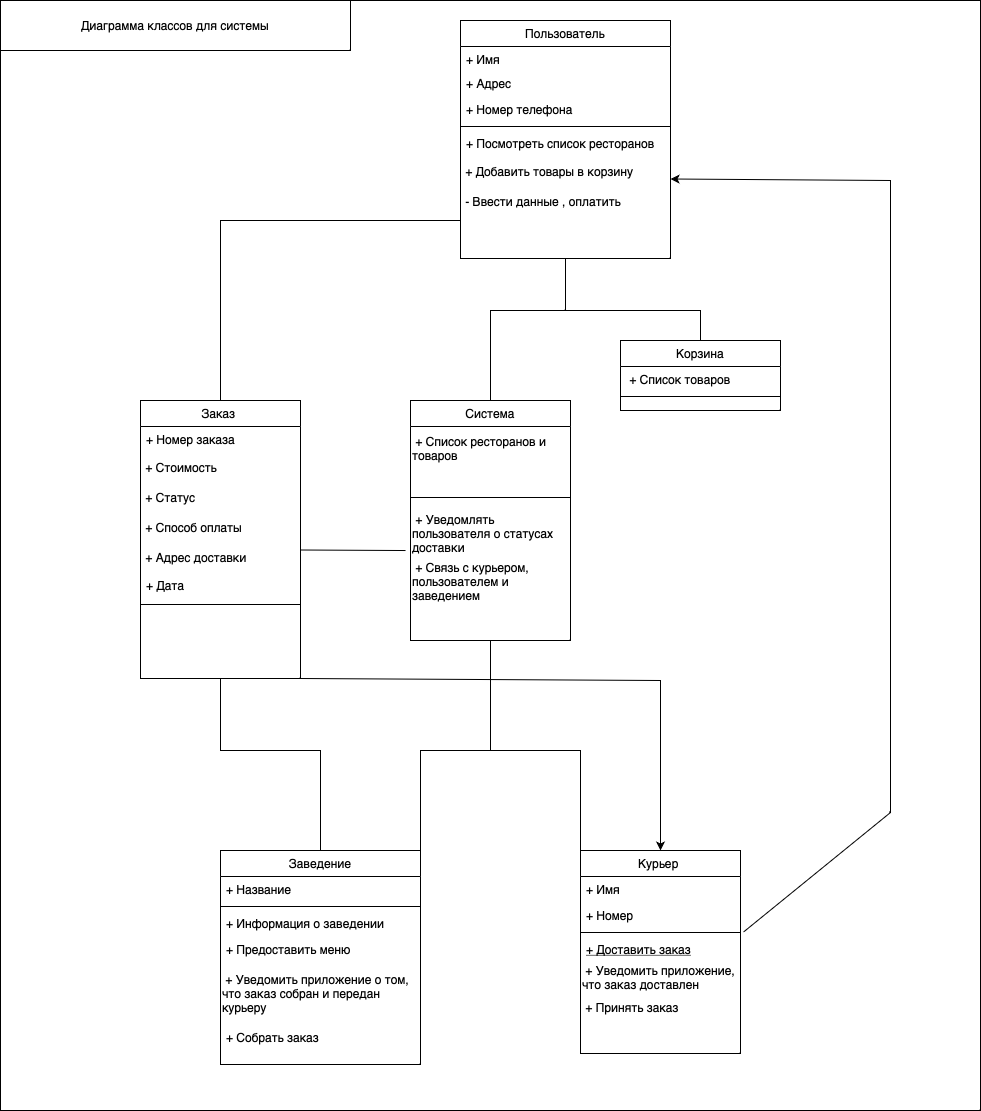 Диаграмма классов для системы
Пользователь
+ Имя
+ Адрес
+ Номер телефона
+ Посмотреть список ресторанов
+ Добавить товары в корзину
- Ввести данные , оплатить
Корзина
+ Список товаров
Заказ
+ Номер заказа
+ Стоимость
+ Статус
+ Способ оплаты
+ Адрес доставки
+ Дата
Система
+ Список ресторанов и
товаров
+ Уведомлять
пользователя о статусах
доставки
+ Связь с курьером,
пользователем и
заведением
Заведение
+ Название
+ Информация о заведении
+ Предоставить меню
+ Уведомить приложение о том,
что заказ собран и передан
курьеру
+ Собрать заказ
Курьер
+ Имя
+ Номер
+ Доставить заказ
+ Уведомить приложение,
что заказ доставлен
+ Принять заказ